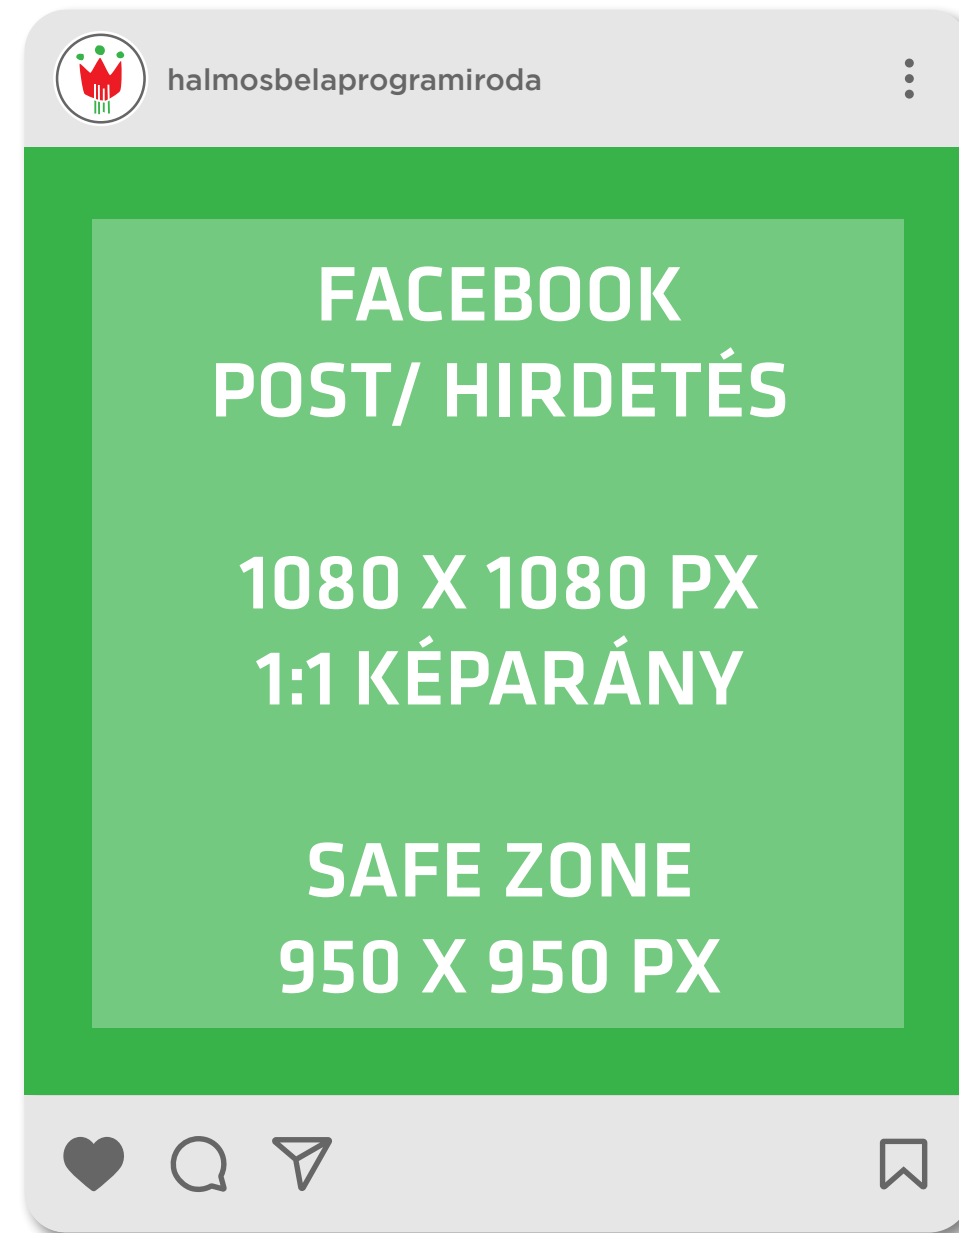 halmosbelaprogramiroda
FACEBOOK
POST/ HIRDETÉS
1080 X 1080 PX
1:1 KÉPARÁNY
SAFE ZONE
950 X 950 PX